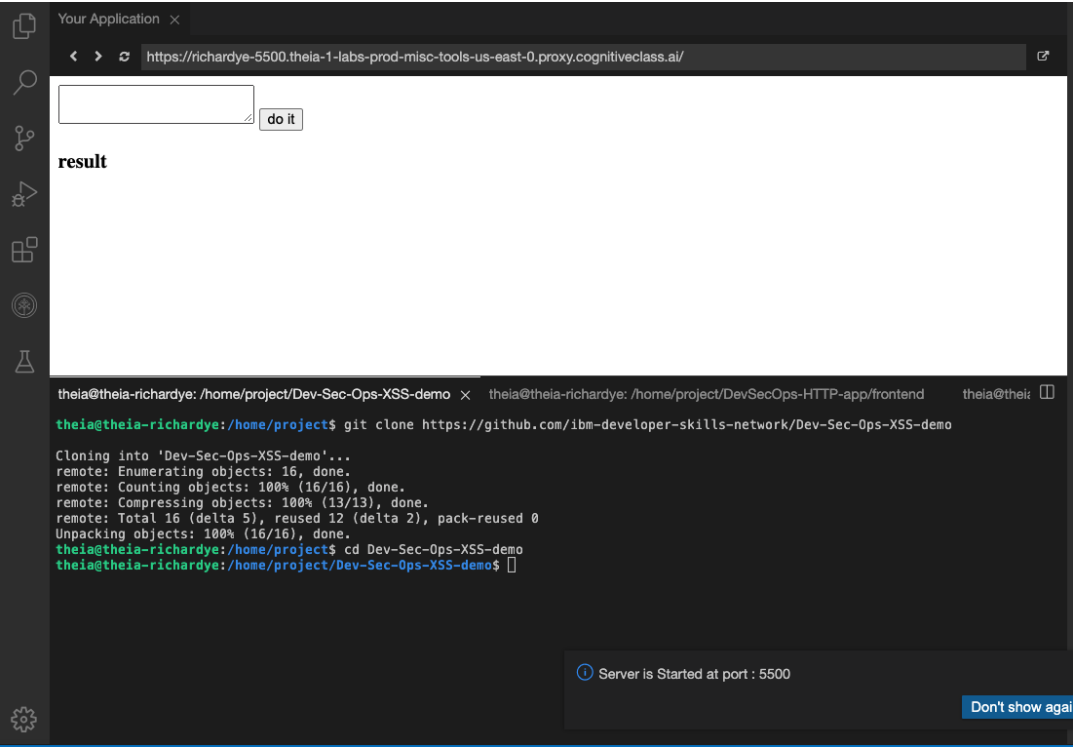 Your Application
https://richardye-5500.theia-1-labs-prod-misc-tools-us-east-0.proxy.cognitiveclass.ai/
do it
result
theia@theia-richardye: /home/project/Dev-Sec-Ops-XSS-demo theia@theia-richardye: /home/project/DevSecOps-HTTP-app/frontend theia@theia
theia@theia-richardye:/home/project$ git clone https://github.com/ibm-developer-skills-network/Dev-Sec-Ops-XSS-demo
Cloning into 'Dev-Sec-Ops-XSS-demo'...
remote: Enumerating objects: 16, done.
remote: Counting objects: 100% (16/16), done.
remote: Compressing objects: 100% (13/13), done.
remote: Total 16 (delta 5), reused 12 (delta 2), pack-reused 0
Unpacking objects: 100% (16/16), done.
theia@theia-richardye:/home/project$ cd Dev-Sec-Ops-XSS-demo
theia@theia-richardye:/home/project/Dev-Sec-Ops-XSS-demo$
Server is Started at port : 5500
Don't show agai